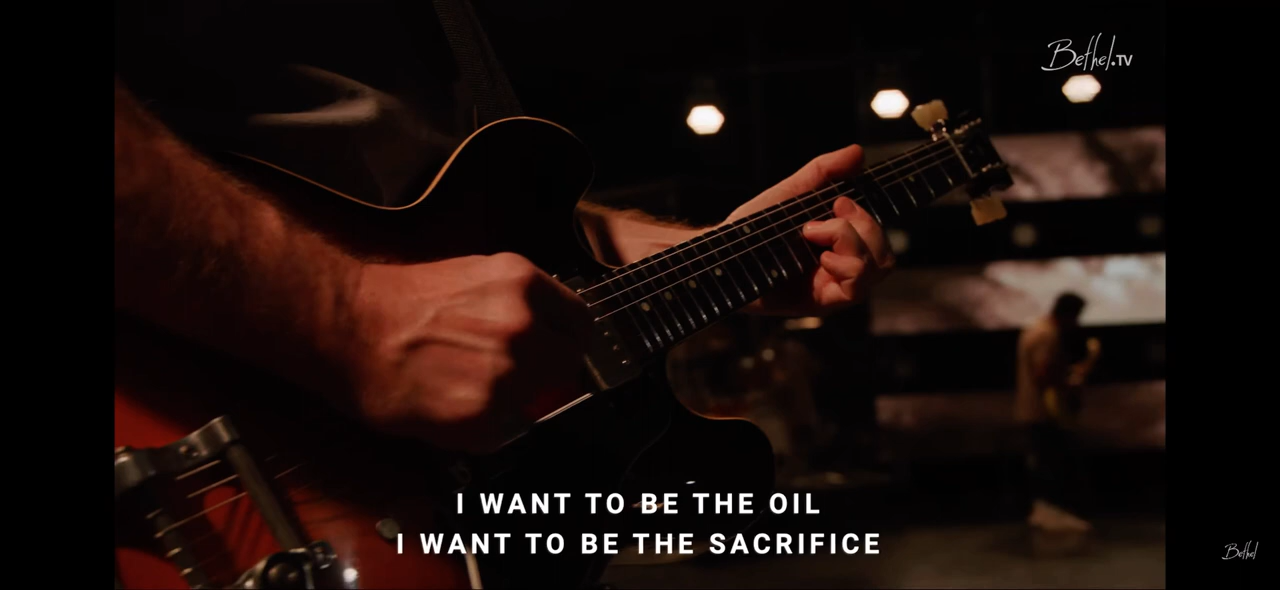 Bethel.TV
I WANT TO BE THE OIL
I WANT TO BE THE SACRIFICE
Bethel